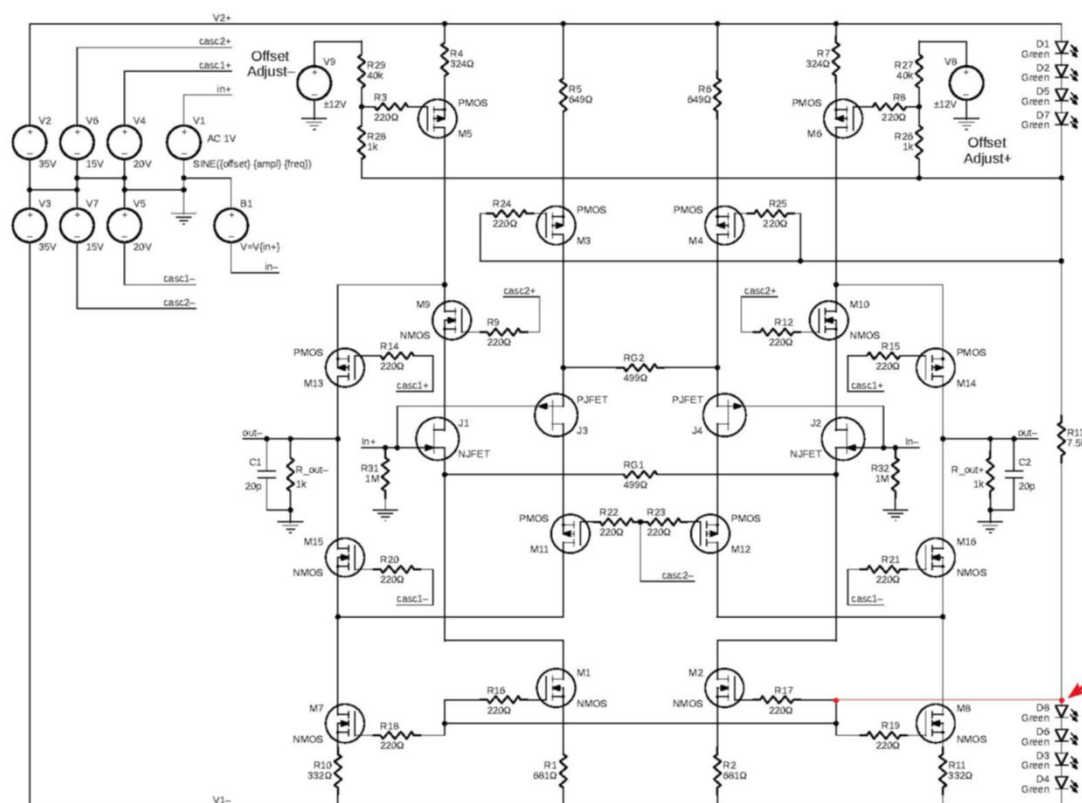 V2+
casc2+
casc1+
in+
Offset
Adjust–
V9
±12V
R29
40k
R3
220Ω
R28
1k
R4
324Ω
PMOS
M5
R5
649Ω
R6
649Ω
R7
324Ω
PMOS
M6
R8
220Ω
R27
40k
R26
1k
V8
±12V
Offset
Adjust+
D1
Green
D2
Green
D5
Green
D7
Green
V2
35V
V6
15V
V4
20V
V1
AC 1V
SINE({offset} {ampl} {freq})
V3
35V
V7
15V
V5
20V
B1
V=V{in+}
in–
casc1–
casc2–
R24
220Ω
PMOS
M3
PMOS
M4
R25
220Ω
M9
NMOS
casc2+
R9
220Ω
casc2+
R12
220Ω
M10
NMOS
PMOS
M13
R14
220Ω
casc1+
RG2
499Ω
R15
220Ω
casc1+
PMOS
M14
out–
C1
20p
R_out–
1k
in+
R31
1M
J1
NJFET
PJFET
J3
PJFET
J4
RG1
499Ω
J2
NJFET
in–
R32
1M
out–
R_out+
1k
C2
20p
R13
M15
NMOS
R20
220Ω
casc1–
PMOS
M11
R22
220Ω
R23
220Ω
casc2–
PMOS
M12
R21
220Ω
casc1–
M16
NMOS
M7
NMOS
R18
220Ω
R16
220Ω
M1
NMOS
M2
NMOS
R17
220Ω
R19
220Ω
M8
NMOS
D8
Green
D6
Green
D3
Green
D4
Green
R10
332Ω
R1
681Ω
R2
681Ω
R11
332Ω
V1–